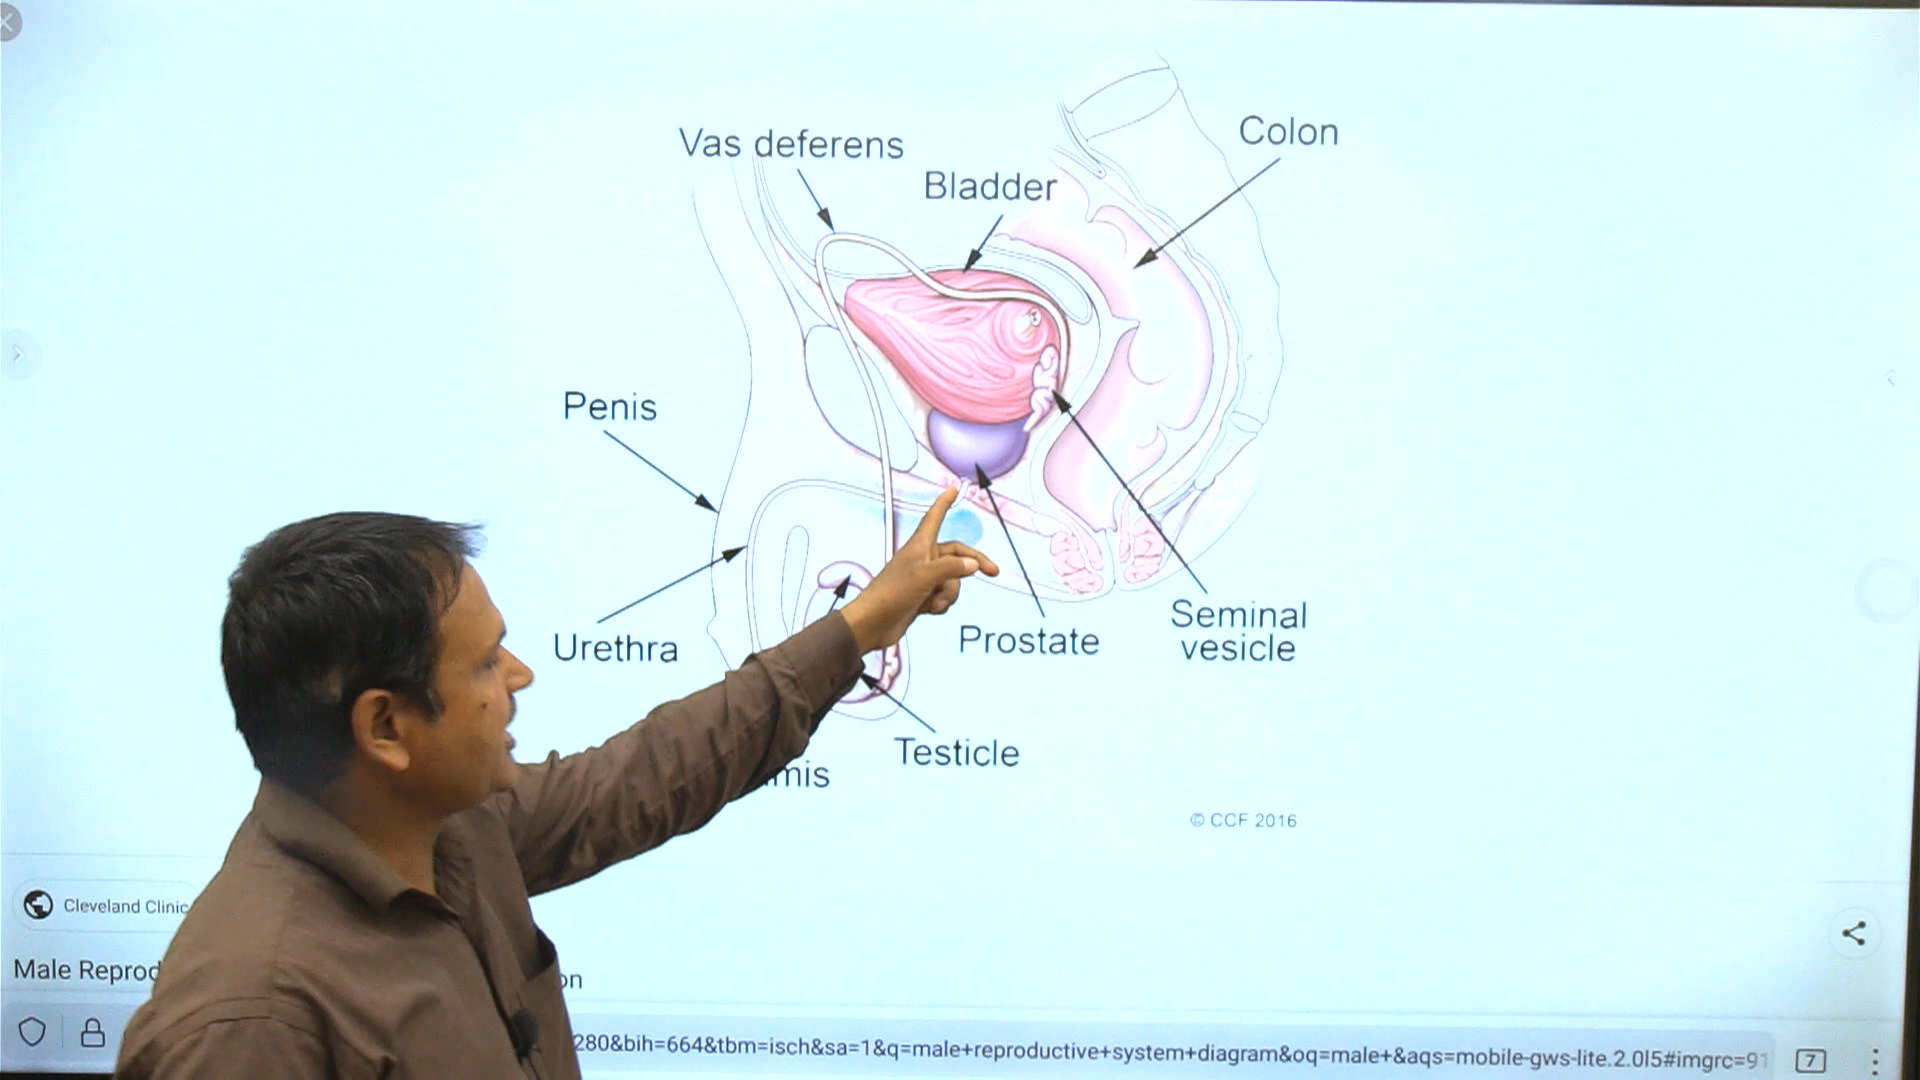 Colon
Vas deferens
Bladder
Penis
Seminal
vesicle
Prostate
Urethra
Testicle
mis
© CCF 2016
Cleveland Clinic
Male Reprod
on
280&bih=664&tbm=isch&sa=1&q=male+reproductive+system+diagram&oq=male+&aqs=mobile-gws-lite.2.0l5#imgrc=91
7